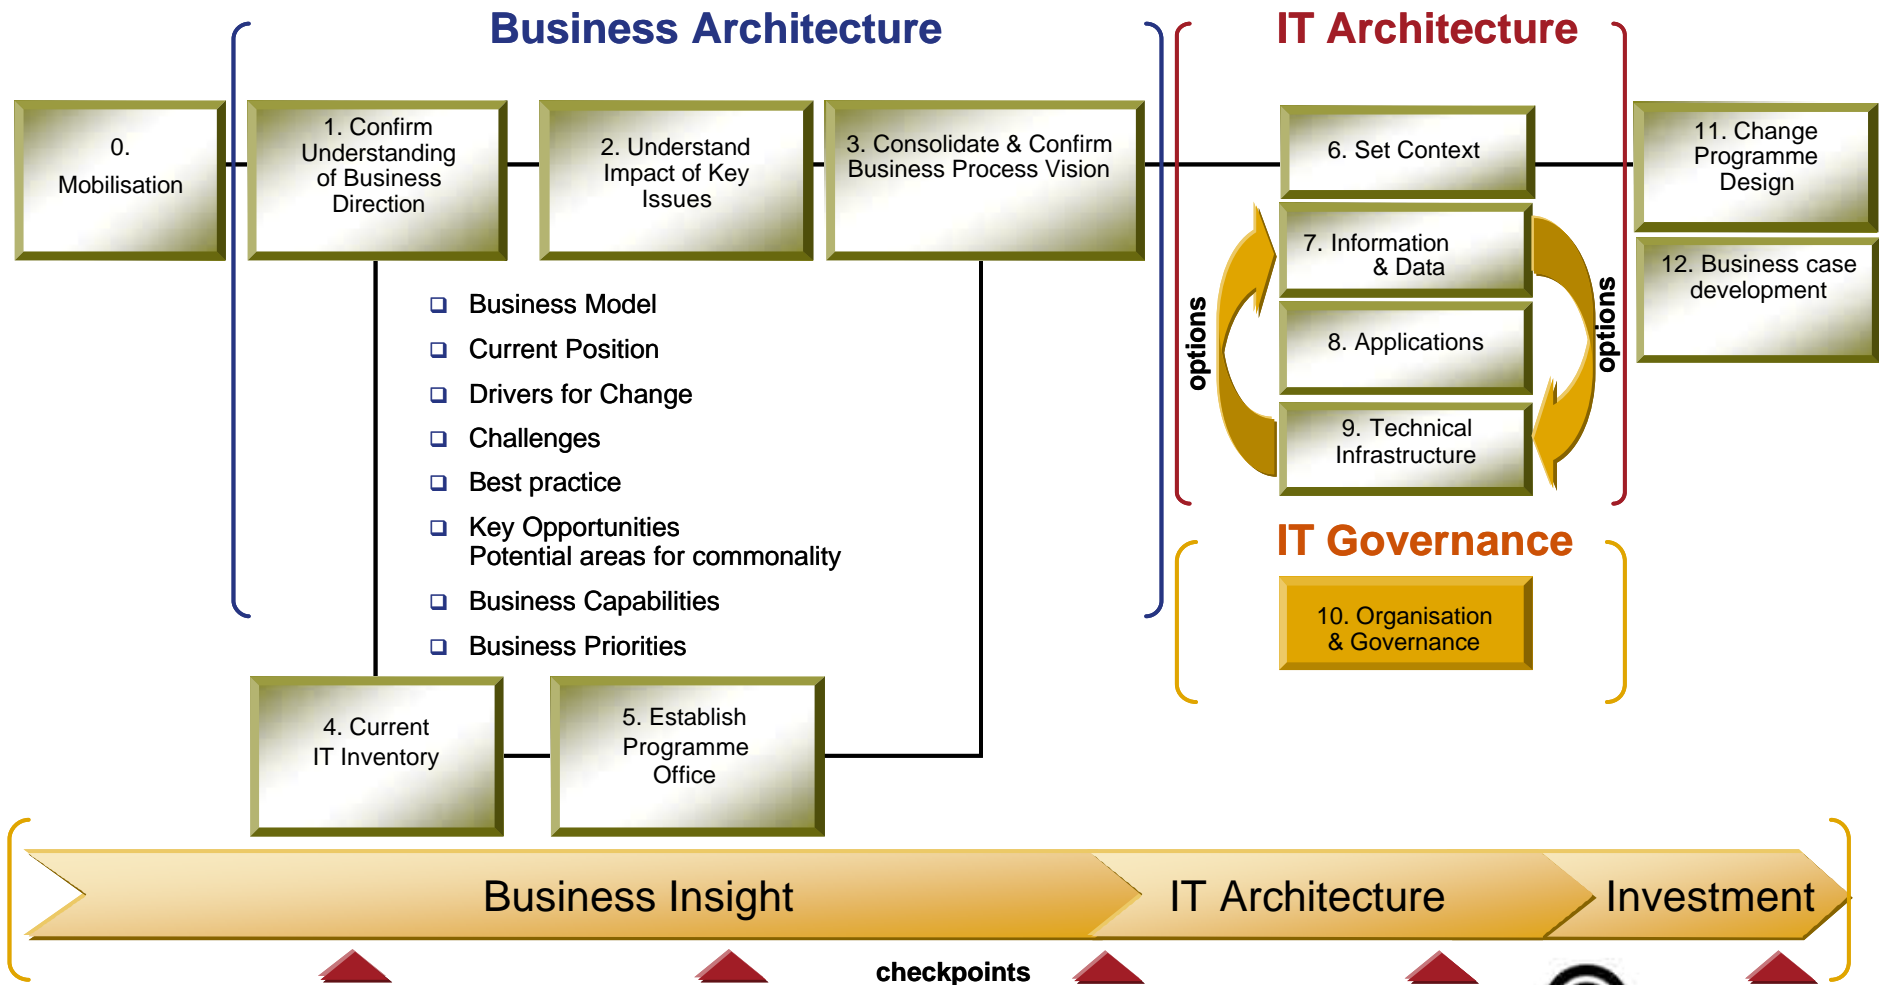 Business Architecture
IT Architecture
0.
Mobilisation
1. Confirm
Understanding
of Business
Direction
2. Understand
Impact of Key
Issues
3. Consolidate & Confirm
Business Process Vision
6. Set Context
11. Change
Programme
Design
7. Information
& Data
12. Business case
development
options
options
8. Applications
9. Technical
Infrastructure
Business Model
Current Position
Drivers for Change
Challenges
Best practice
Key Opportunities
Potential areas for commonality
Business Capabilities
Business Priorities
IT Governance
10. Organisation
& Governance
4. Current
IT Inventory
5. Establish
Programme
Office
Business Insight
IT Architecture
Investment
checkpoints